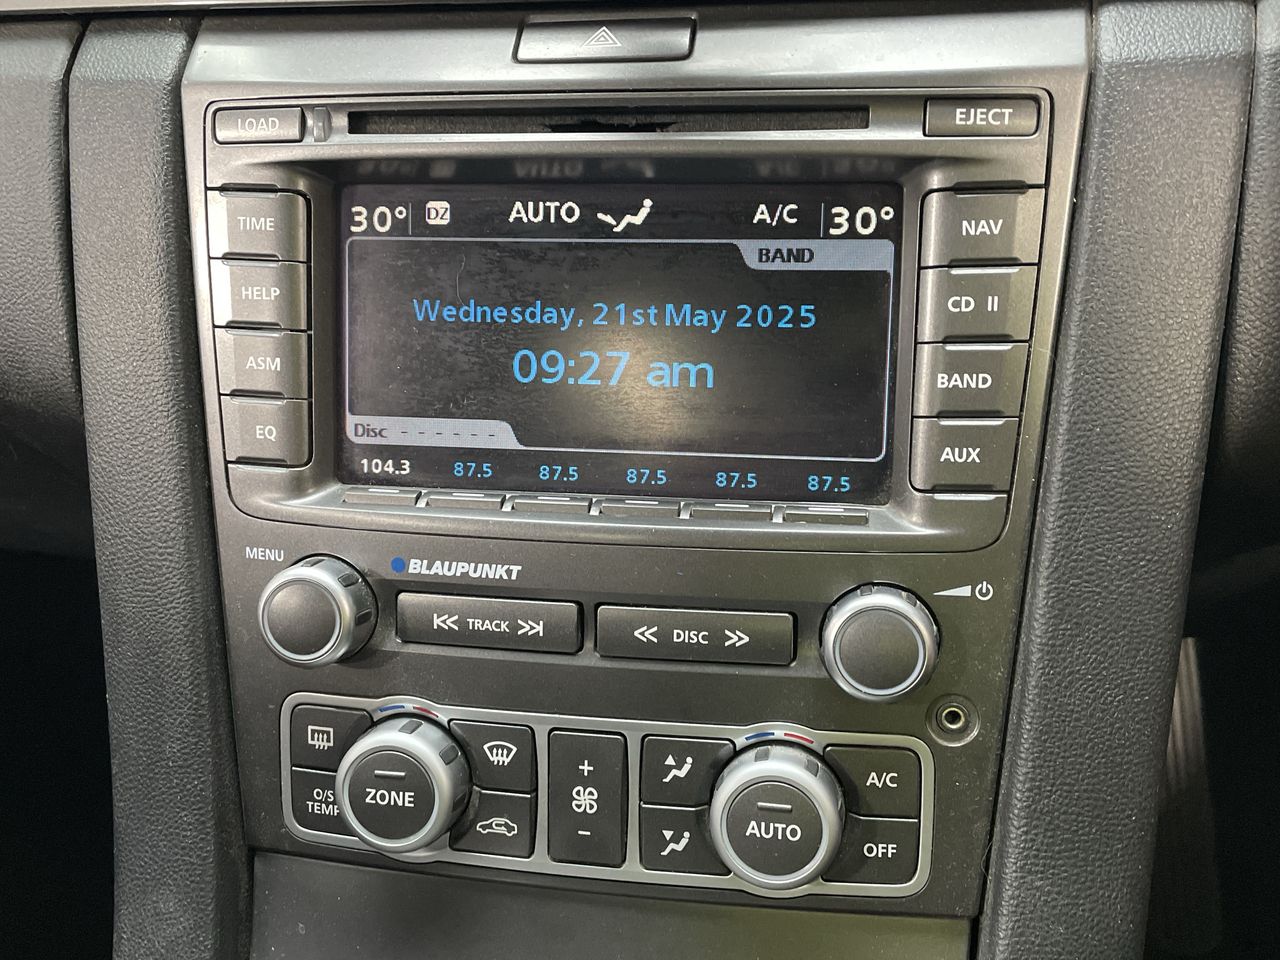 LOAD
EJECT
TIME
HELP
ASM
EQ
30° DZ AUTO A/C 30°
BAND
Wednesday, 21st May 2025
09:27 am
Disc - - - - - -
104.3 87.5 87.5 87.5 87.5 87.5
NAV
CD II
BAND
AUX
MENU
BLAUPUNKT
TRACK
DISC
O/S
TEMP
ZONE
+
-
AUTO
A/C
OFF